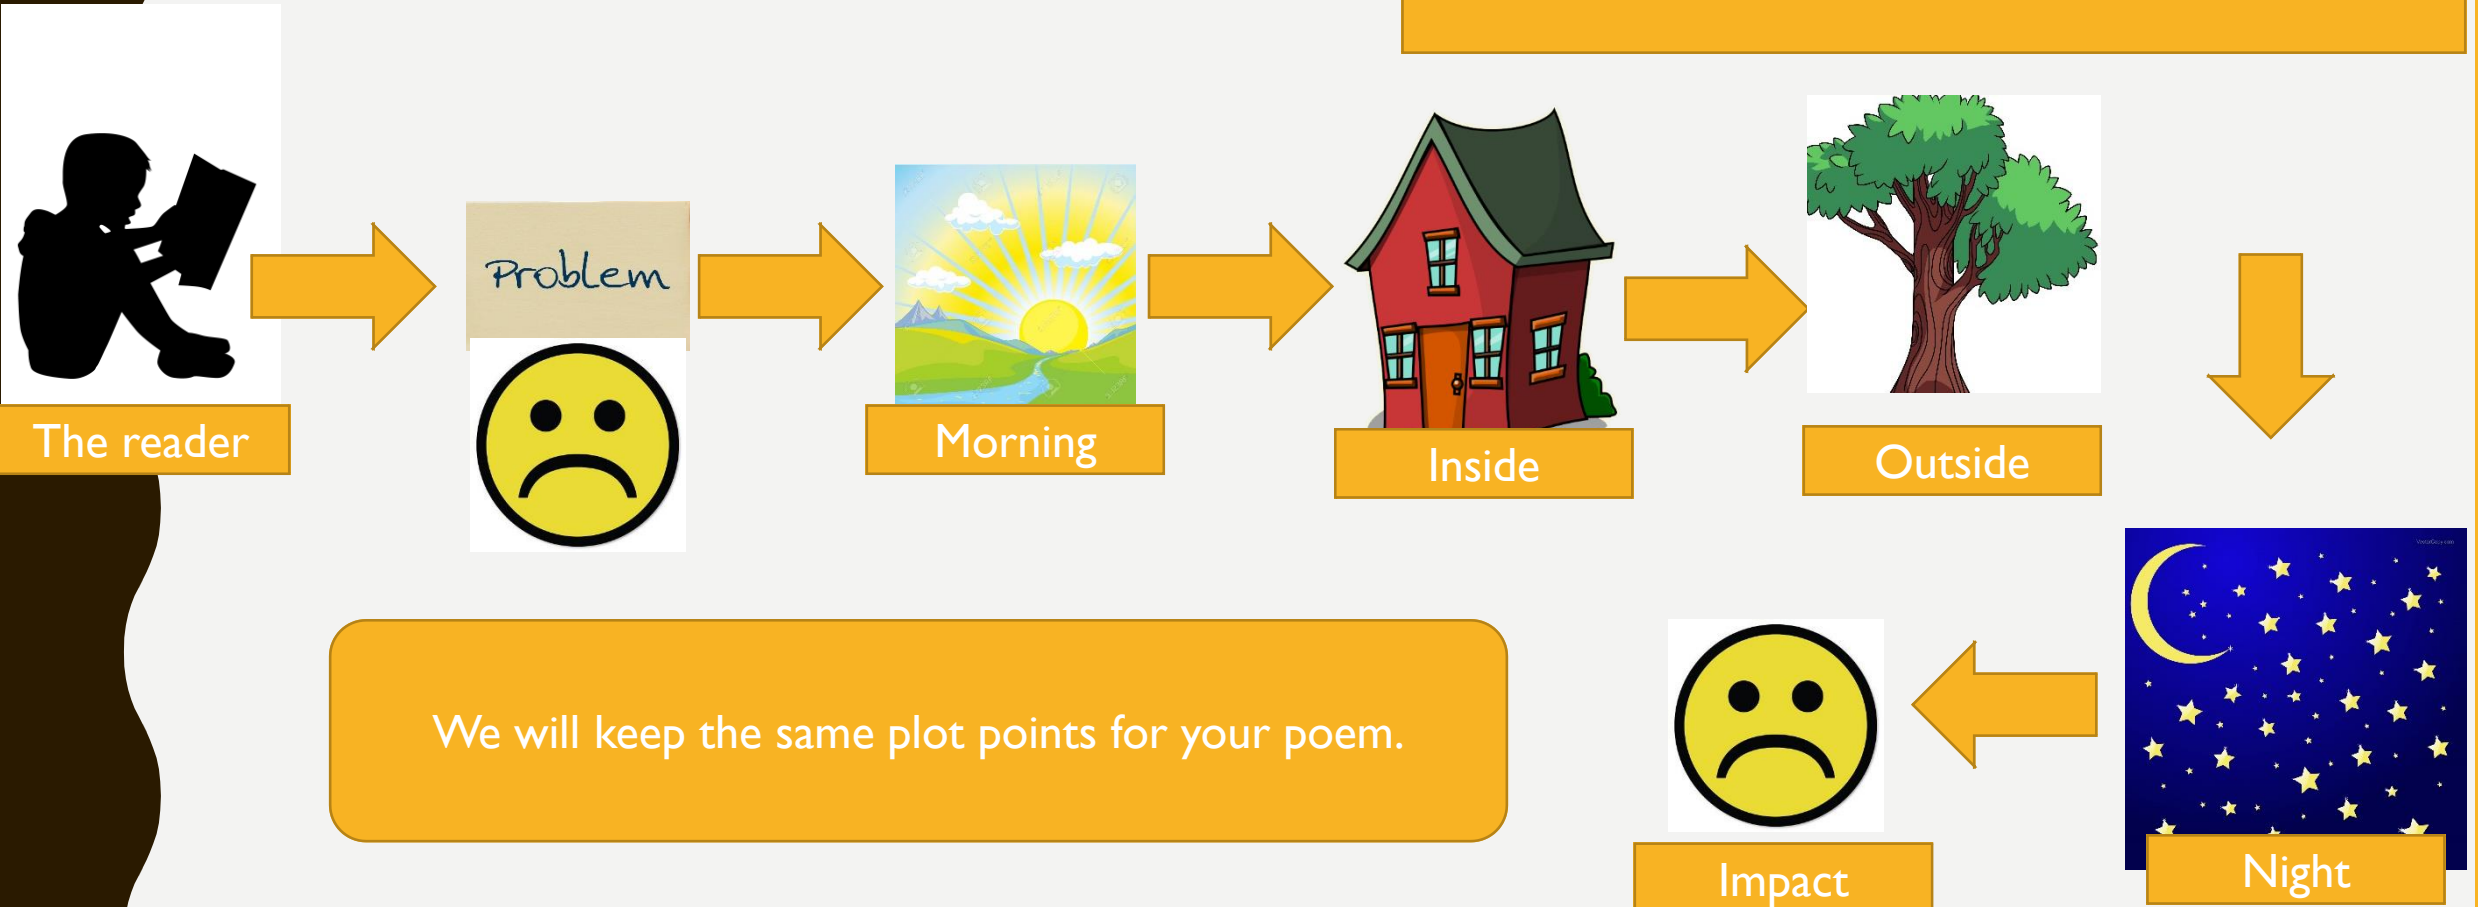 The reader
Problem
Morning
Inside
Outside
Night
Impact
We will keep the same plot points for your poem.